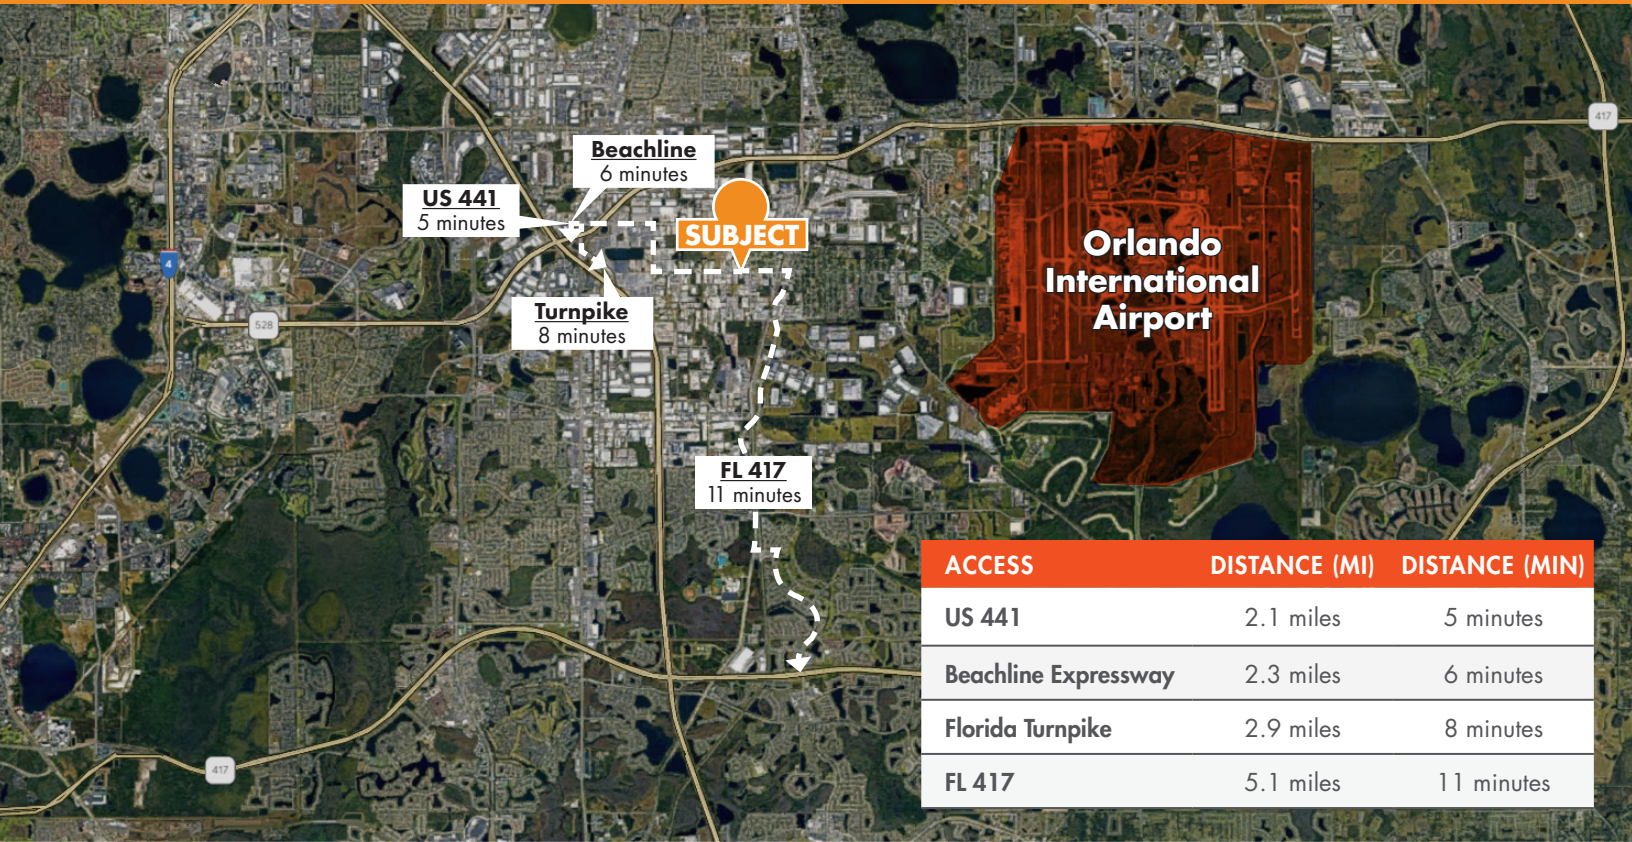 417
Beachline
6 minutes
US 441
5 minutes
SUBJECT
Orlando
International
Airport
4
528
Turnpike
8 minutes
FL 417
11 minutes
417
ACCESS DISTANCE (MI) DISTANCE (MIN)
US 441 2.1 miles 5 minutes
Beachline Expressway 2.3 miles 6 minutes
Florida Turnpike 2.9 miles 8 minutes
FL 417 5.1 miles 11 minutes